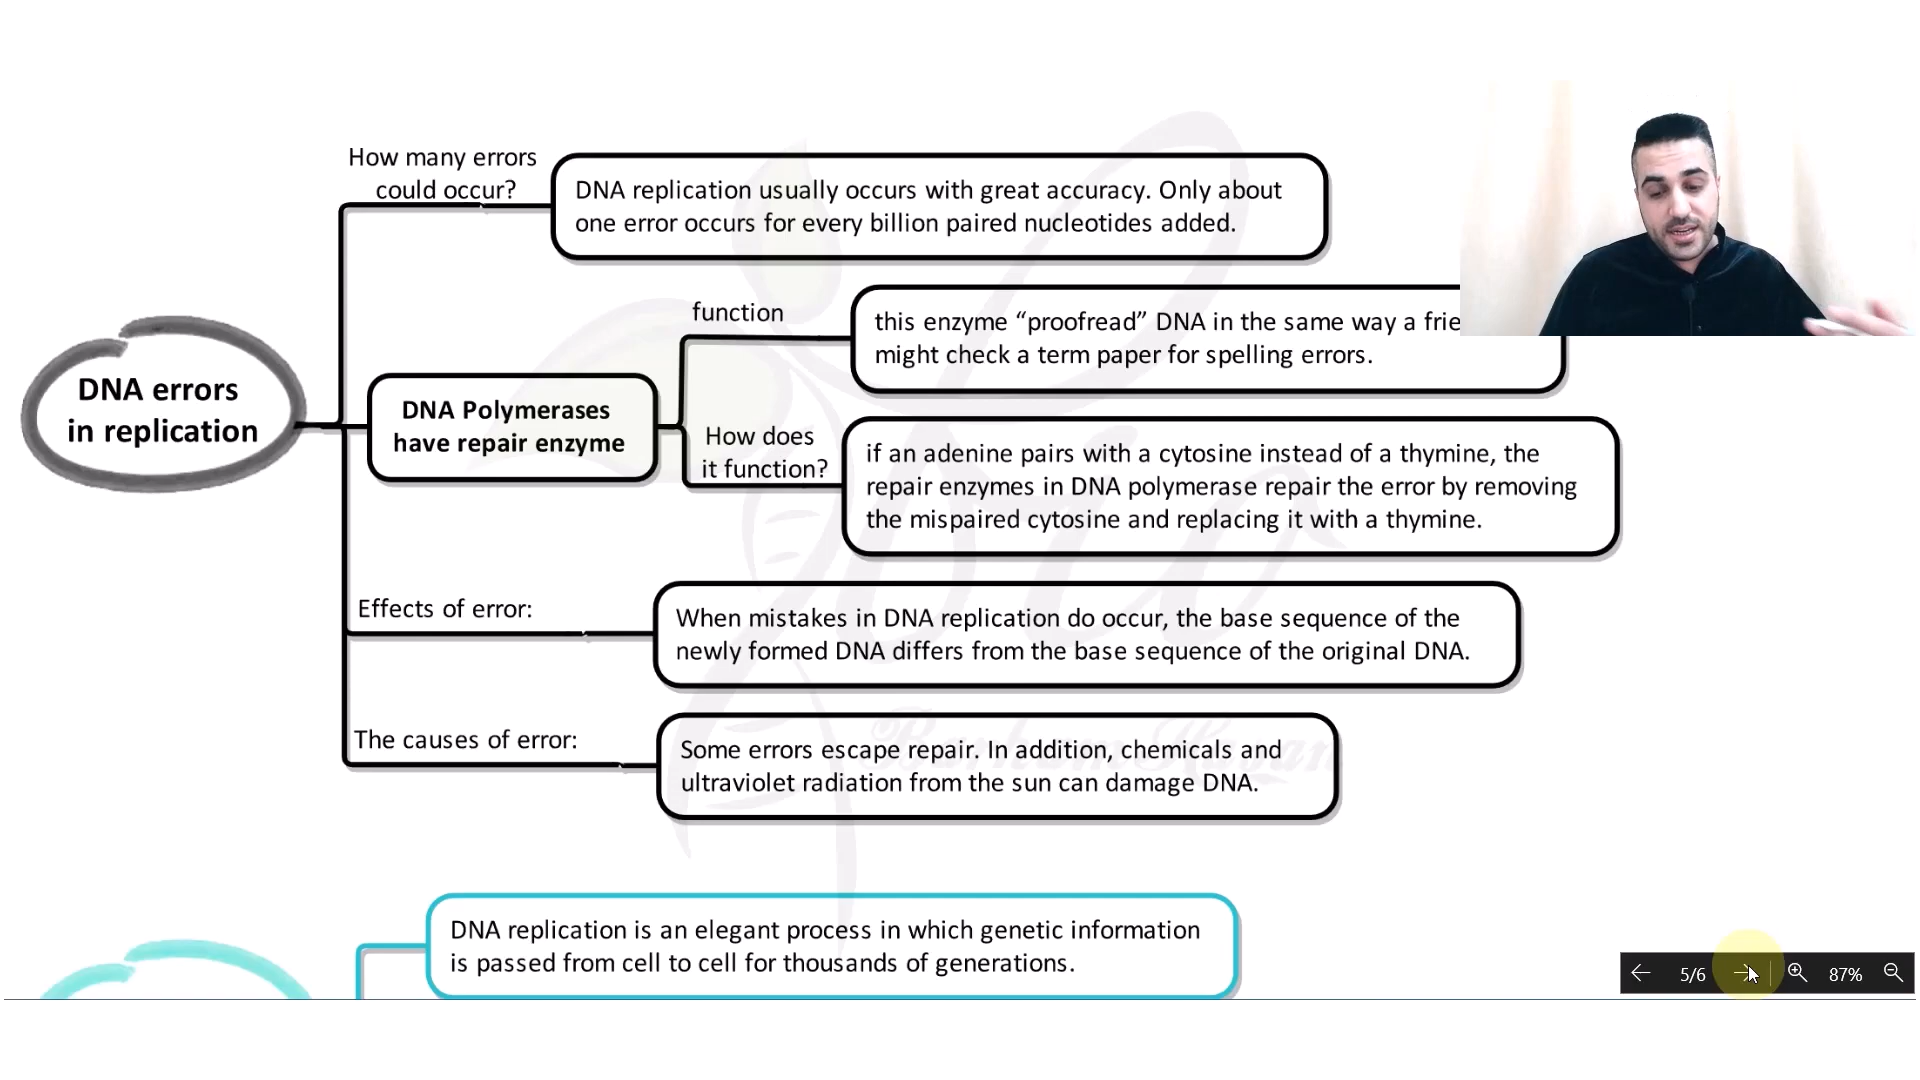 How many errors
could occur?
DNA replication usually occurs with great accuracy. Only about
one error occurs for every billion paired nucleotides added.
function
this enzyme “proofread” DNA in the same way a frie
might check a term paper for spelling errors.
DNA errors
in replication
DNA Polymerases
have repair enzyme
How does
it function?
if an adenine pairs with a cytosine instead of a thymine, the
repair enzymes in DNA polymerase repair the error by removing
the mispaired cytosine and replacing it with a thymine.
Effects of error:
When mistakes in DNA replication do occur, the base sequence of the
newly formed DNA differs from the base sequence of the original DNA.
The causes of error:
Some errors escape repair. In addition, chemicals and
ultraviolet radiation from the sun can damage DNA.
DNA replication is an elegant process in which genetic information
is passed from cell to cell for thousands of generations.
5/6
87%